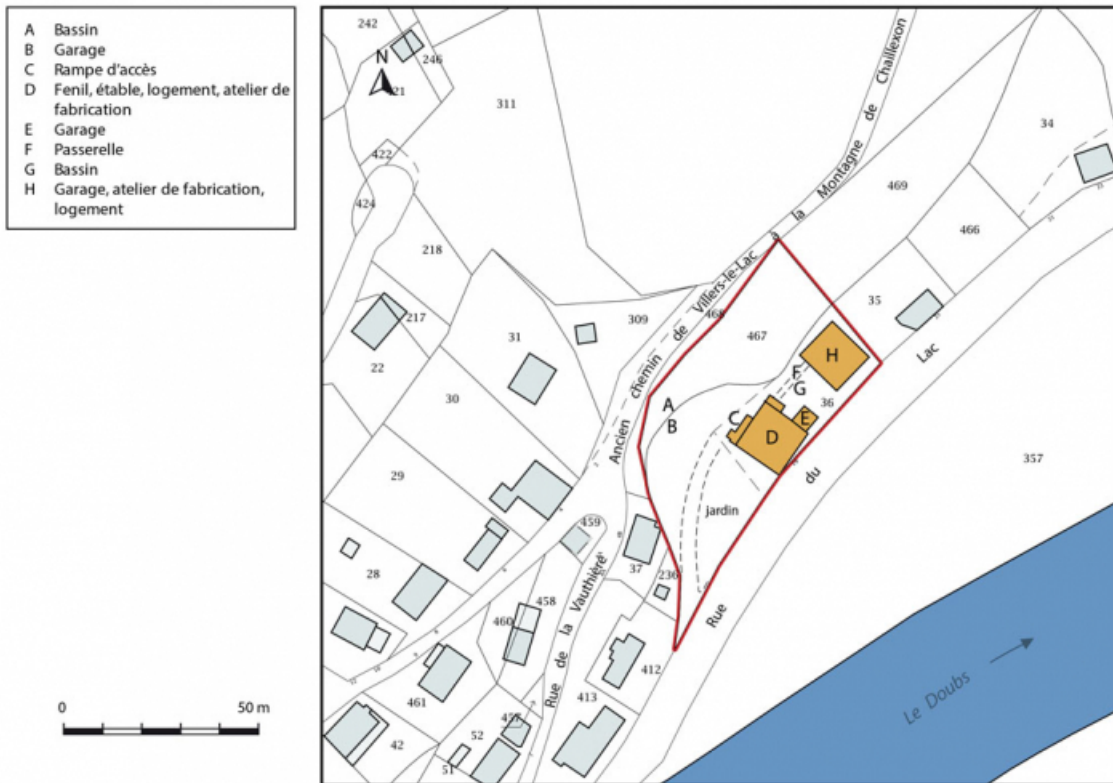 A Bassin
B Garage
C Rampe d'accès
D Fenil, étable, logement, atelier de
fabrication
E Garage
F Passerelle
G Bassin
H Garage, atelier de fabrication,
logement
0 50 m
242
246
N
21
311
422
424
218
217
22
31
309
30
29
28
Ancien chemin de Villers-le-Lac à la Montagne de Chaillexon
34
469
466
468
467
35
H
F
G
36
A
B
C
E
D
jardin
357
Rue du Lac
459
37
236
458
460
Rue de la Vauthière
412
461
413
457
42
52
51
Le Doubs